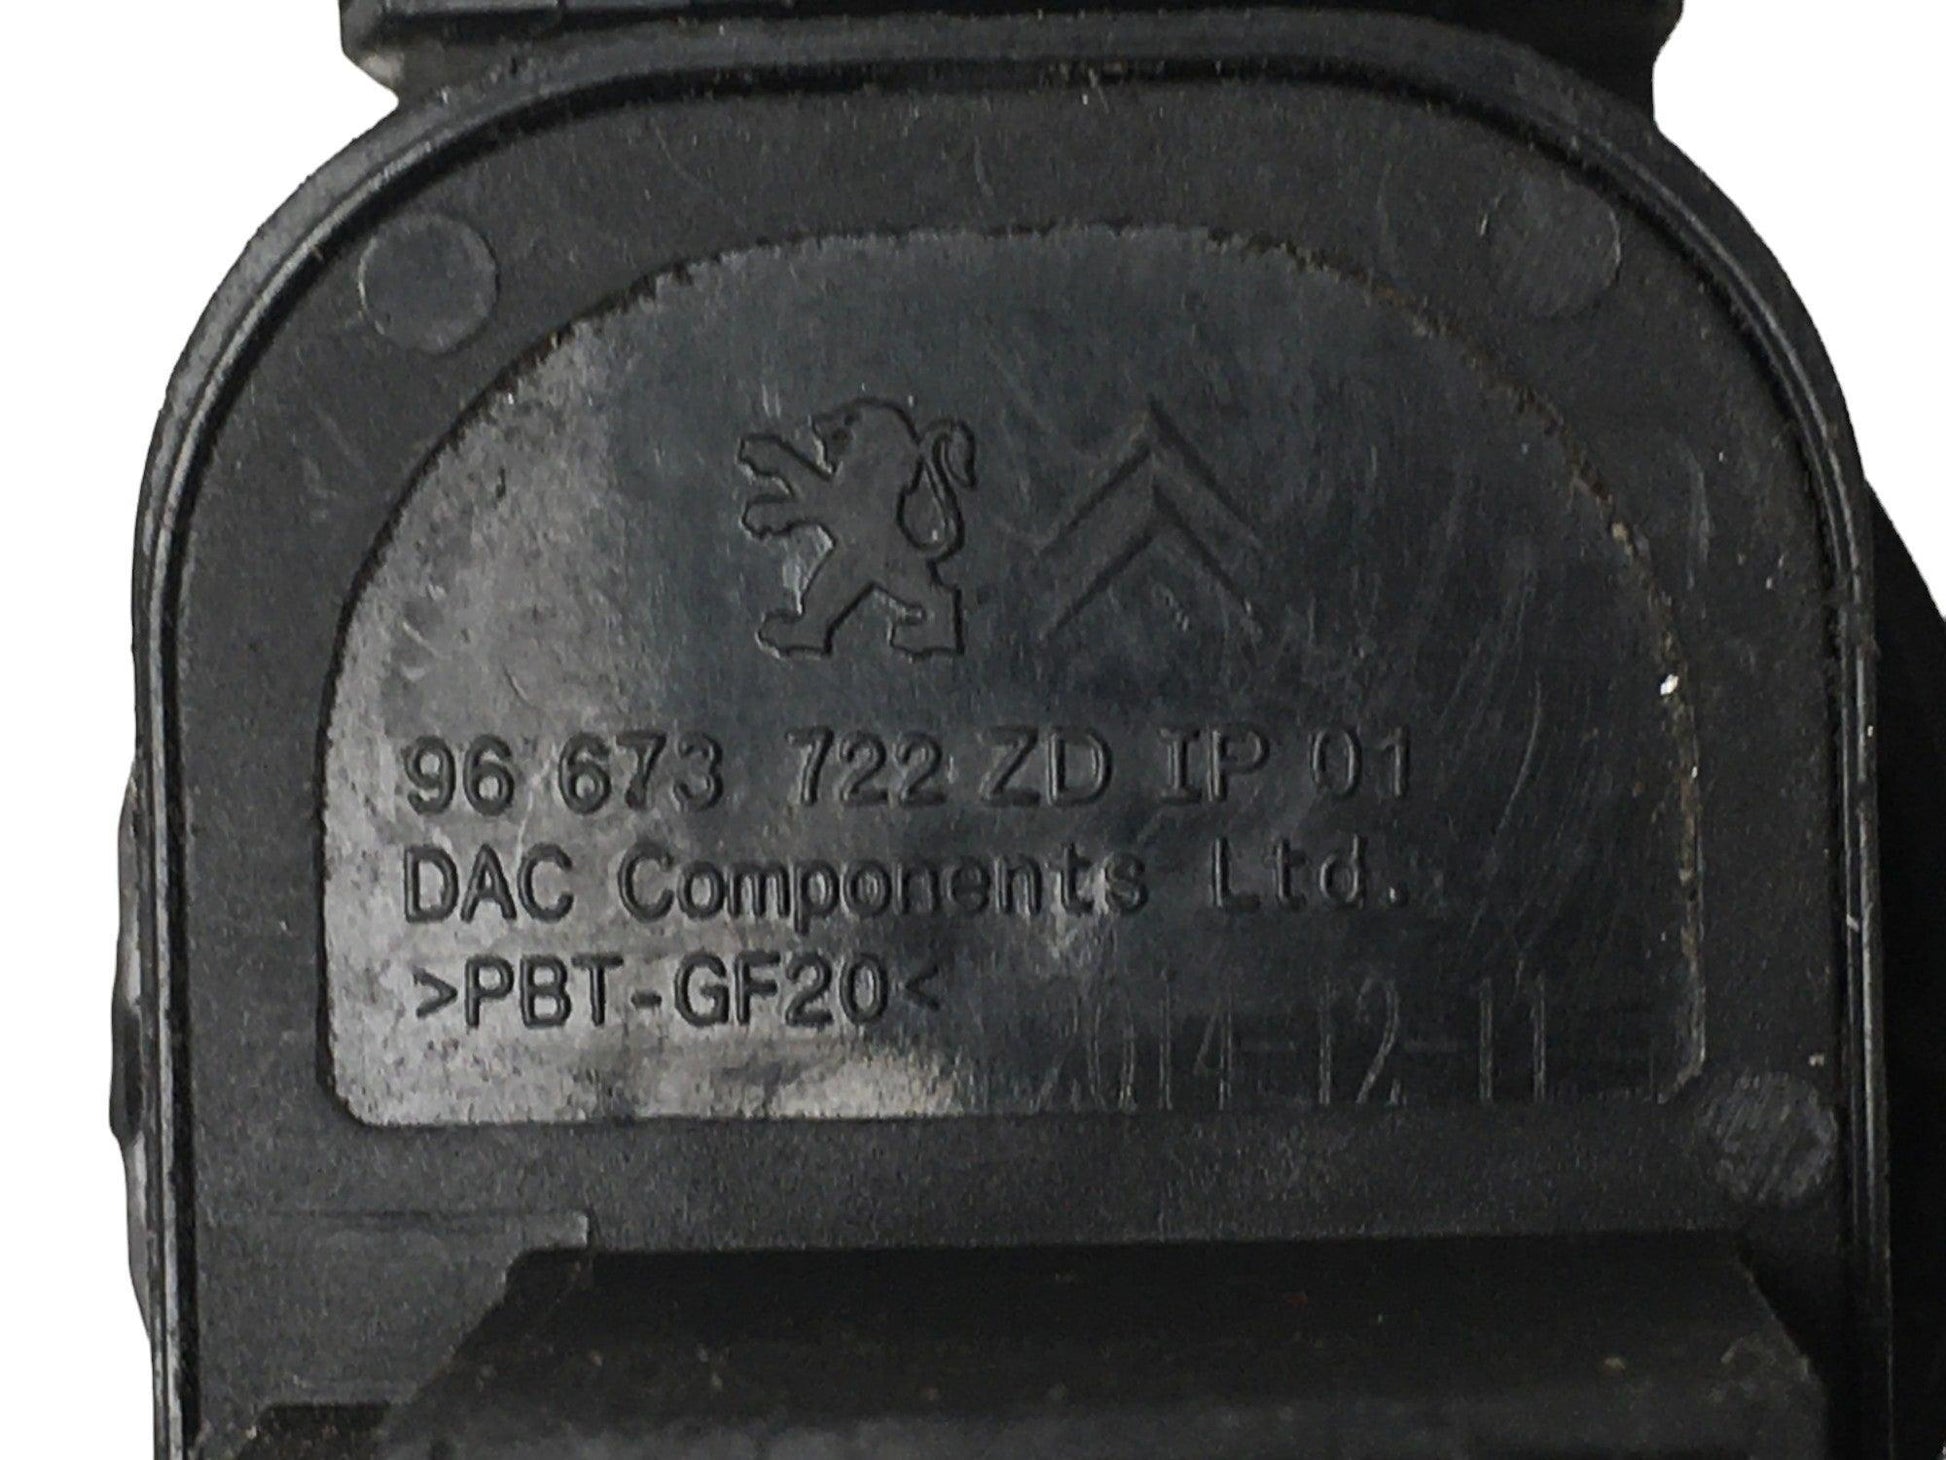 96 673 722 ZD IP 01
DAC Components Ltd.
>PBT-GF20<
2014-12-11